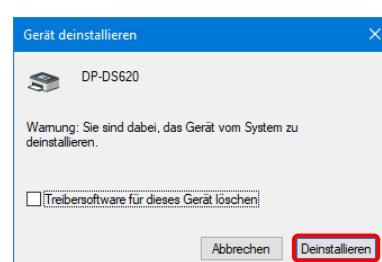 Gerät deinstallieren
DP-DS620
Warnung: Sie sind dabei, das Gerät vom System zu
deinstallieren.
Treibersoftware für dieses Gerät löschen
Abbrechen
Deinstallieren